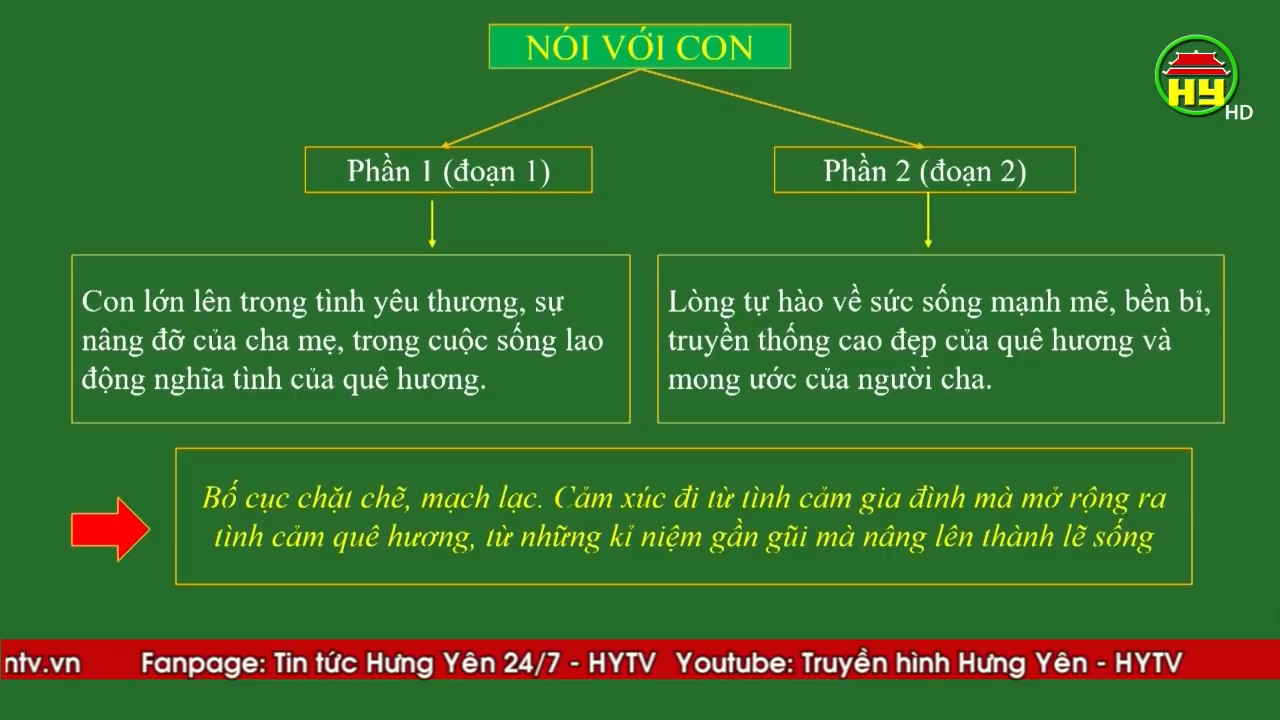 NÓI VỚI CON
HY
HD
Phần 1 (đoạn 1)
Phần 2 (đoạn 2)
Con lớn lên trong tình yêu thương, sự
nâng đỡ của cha mẹ, trong cuộc sống lao
động nghĩa tình của quê hương.
Lòng tự hào về sức sống mạnh mẽ, bền bỉ,
truyền thống cao đẹp của quê hương và
mong ước của người cha.
Bố cục chặt chẽ, mạch lạc. Cảm xúc đi từ tình cảm gia đình mà mở rộng ra
tình cảm quê hương, từ những kỉ niệm gần gũi mà nâng lên thành lẽ sống
ntv.vn Fanpage: Tin tức Hưng Yên 24/7 - HYTV Youtube: Truyền hình Hưng Yên - HYTV